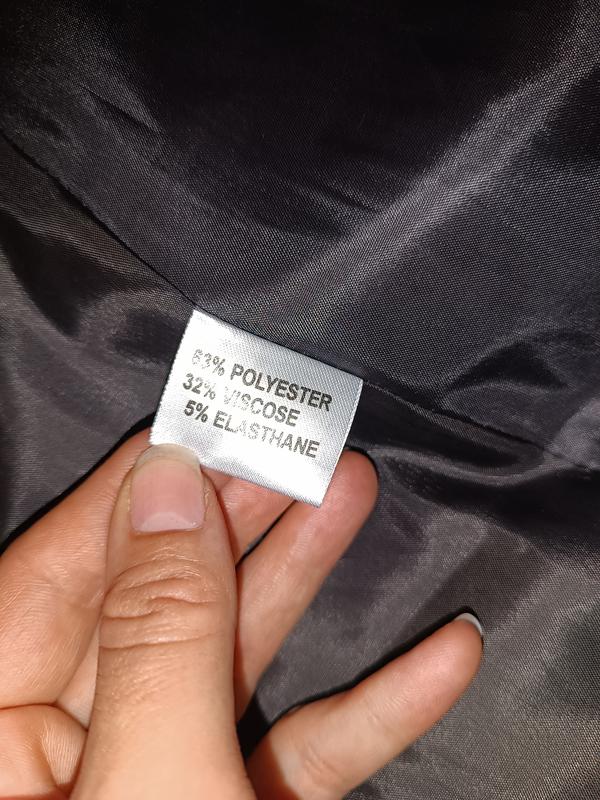 63% POLYESTER
32% VISCOSE
5% ELASTHANE